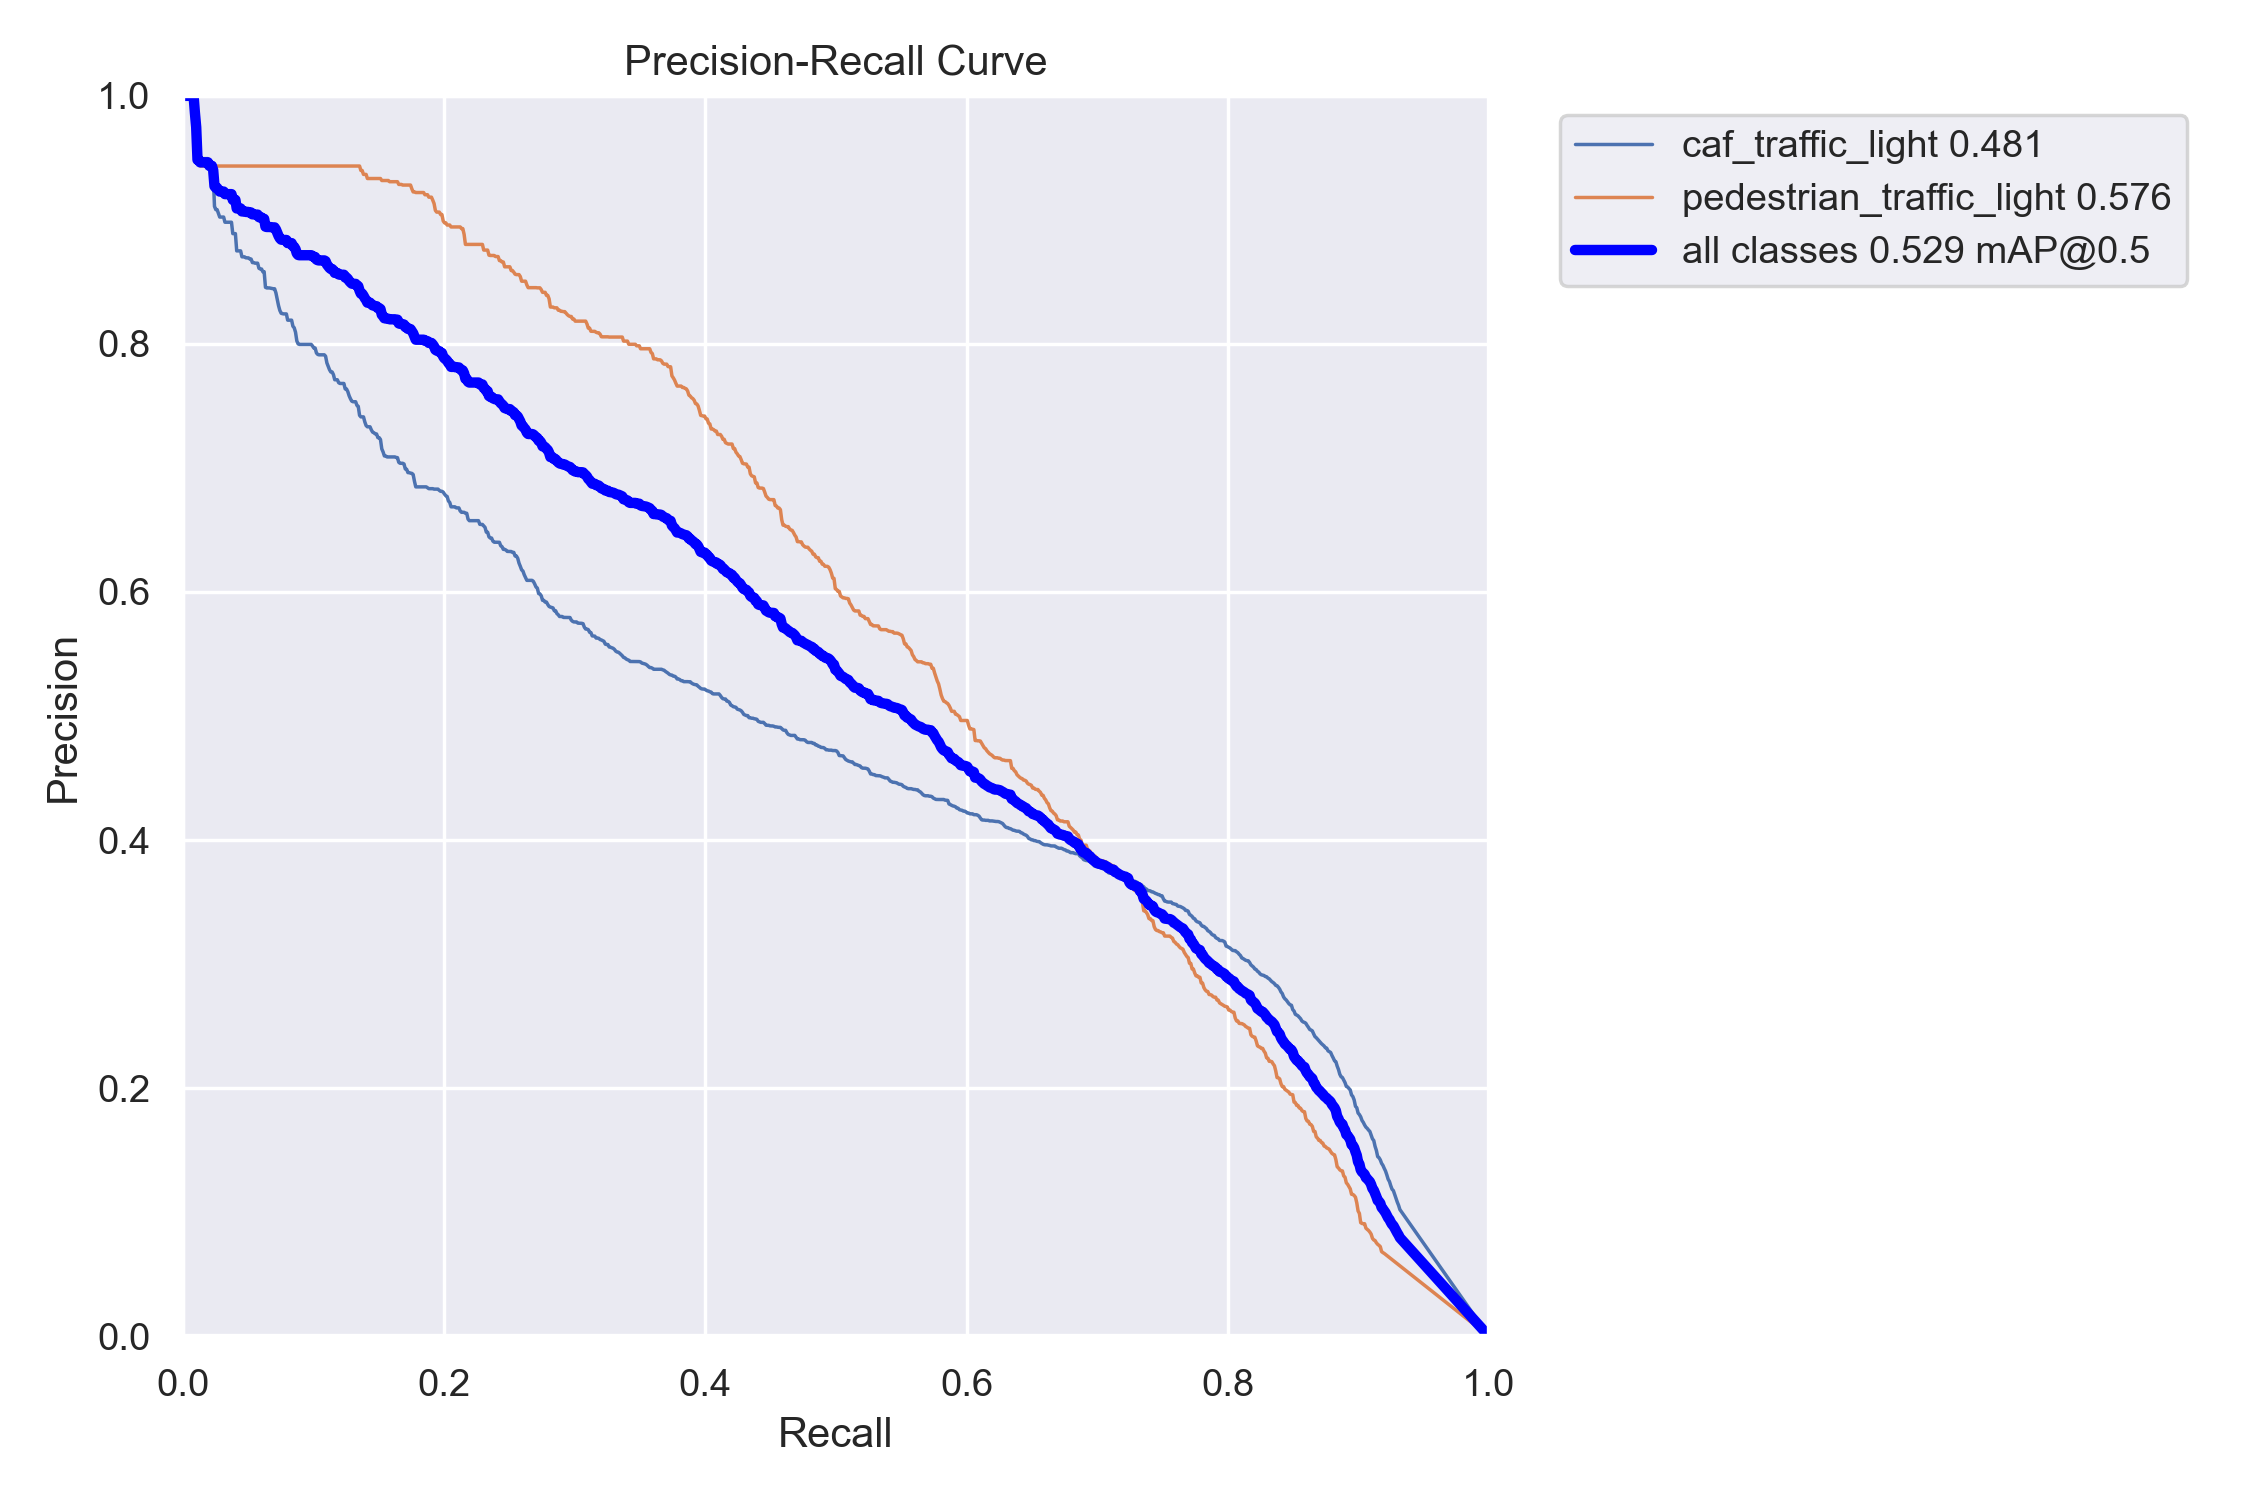 Precision-Recall Curve
caf_traffic_light 0.481
pedestrian_traffic_light 0.576
all classes 0.529 mAP@0.5
1.0
0.8
0.6
0.4
0.2
0.0
Precision
0.0 0.2 0.4 0.6 0.8 1.0
Recall